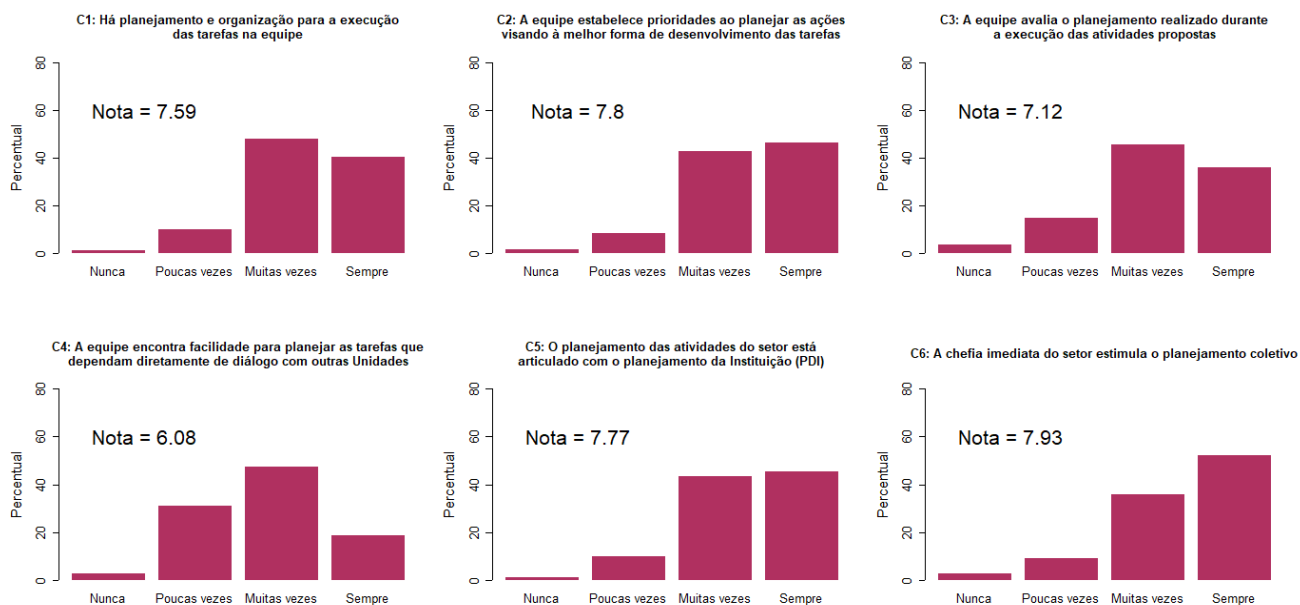 C1: Há planejamento e organização para a execução
das tarefas na equipe
Nota = 7.59
Percentual
80
60
40
20
0
Nunca Poucas vezes Muitas vezes Sempre
C2: A equipe estabelece prioridades ao planejar as ações
visando à melhor forma de desenvolvimento das tarefas
Nota = 7.8
Percentual
80
60
40
20
0
Nunca Poucas vezes Muitas vezes Sempre
C3: A equipe avalia o planejamento realizado durante
a execução das atividades propostas
Nota = 7.12
Percentual
80
60
40
20
0
Nunca Poucas vezes Muitas vezes Sempre
C4: A equipe encontra facilidade para planejar as tarefas que
dependam diretamente de diálogo com outras Unidades
Nota = 6.08
Percentual
80
60
40
20
0
Nunca Poucas vezes Muitas vezes Sempre
C5: O planejamento das atividades do setor está
articulado com o planejamento da Instituição (PDI)
Nota = 7.77
Percentual
80
60
40
20
0
Nunca Poucas vezes Muitas vezes Sempre
C6: A chefia imediata do setor estimula o planejamento coletivo
Nota = 7.93
Percentual
80
60
40
20
0
Nunca Poucas vezes Muitas vezes Sempre